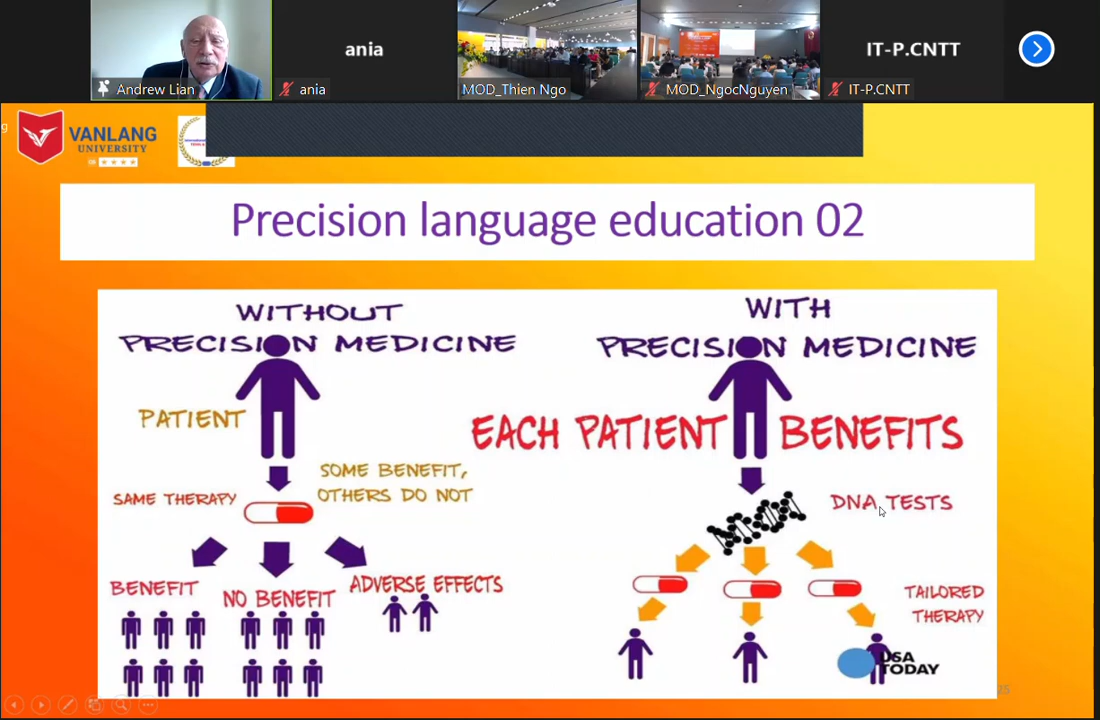 ania
IT-P.CNTT
Andrew Lian
ania
MOD_Thien Ngo
MOD_NgocNguyen
IT-P.CNTT
VANLANG
UNIVERSITY
Precision language education 02
WITHOUT
PRECISION MEDICINE
PATIENT
SOME BENEFIT,
OTHERS DO NOT
SAME THERAPY
BENEFIT
NO BENEFIT
ADVERSE EFFECTS
WITH
PRECISION MEDICINE
EACH PATIENT BENEFITS
DNA TESTS
TAILORED
THERAPY
USA
TODAY